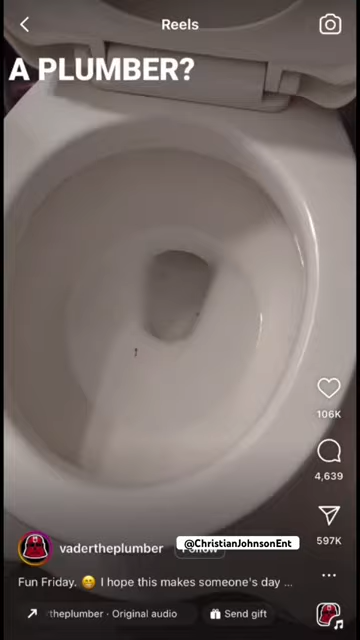 Reels
A PLUMBER?
106K
4,639
597K
vadertheplumber
@ChristianJohnsonEnt
Fun Friday. 😁 I hope this makes someone's day ...
theplumber · Original audio
Send gift